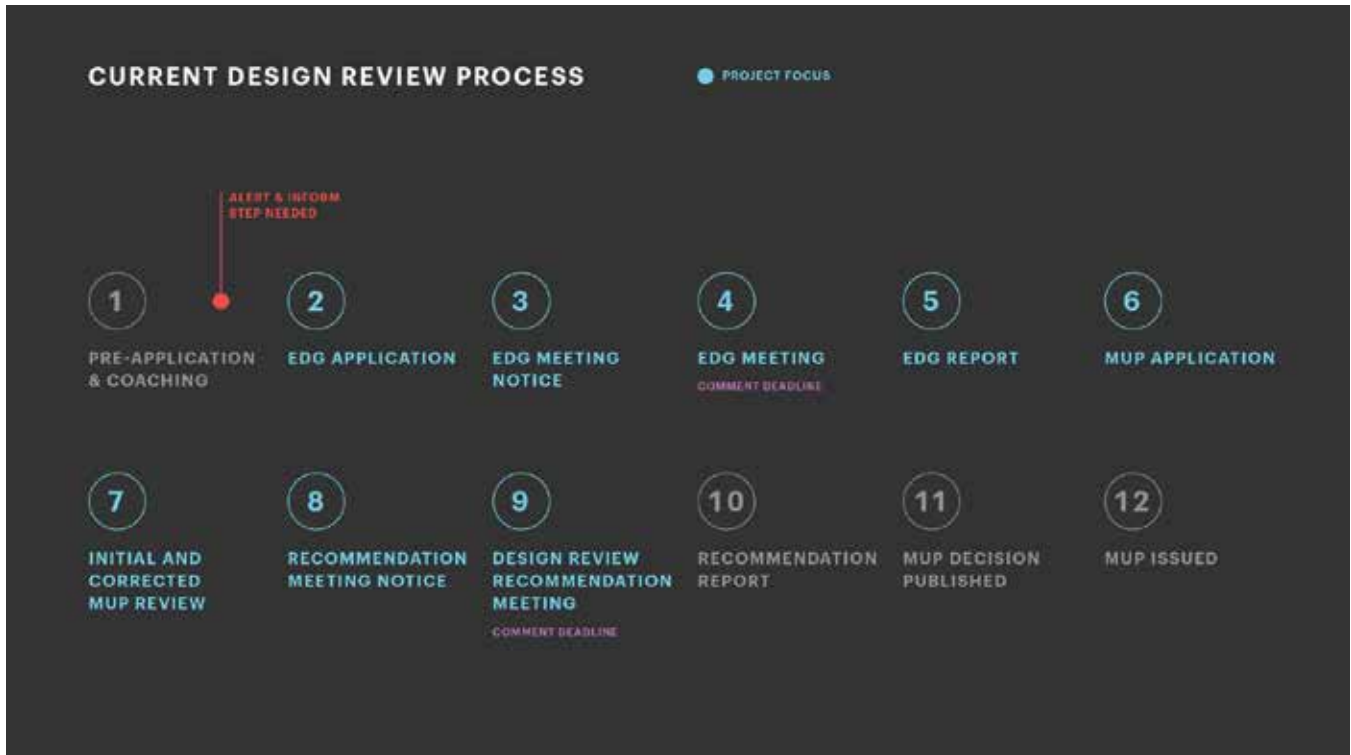 CURRENT DESIGN REVIEW PROCESS
PROJECT FOCUS
ALERT & INFORM
STEP NEEDED
1
PRE-APPLICATION
& COACHING
2
EDG APPLICATION
3
EDG MEETING
NOTICE
4
EDG MEETING
COMMENT DEADLINE
5
EDG REPORT
6
MUP APPLICATION
7
INITIAL AND
CORRECTED
MUP REVIEW
8
RECOMMENDATION
MEETING NOTICE
9
DESIGN REVIEW
RECOMMENDATION
MEETING
COMMENT DEADLINE
10
RECOMMENDATION
REPORT
11
MUP DECISION
PUBLISHED
12
MUP ISSUED